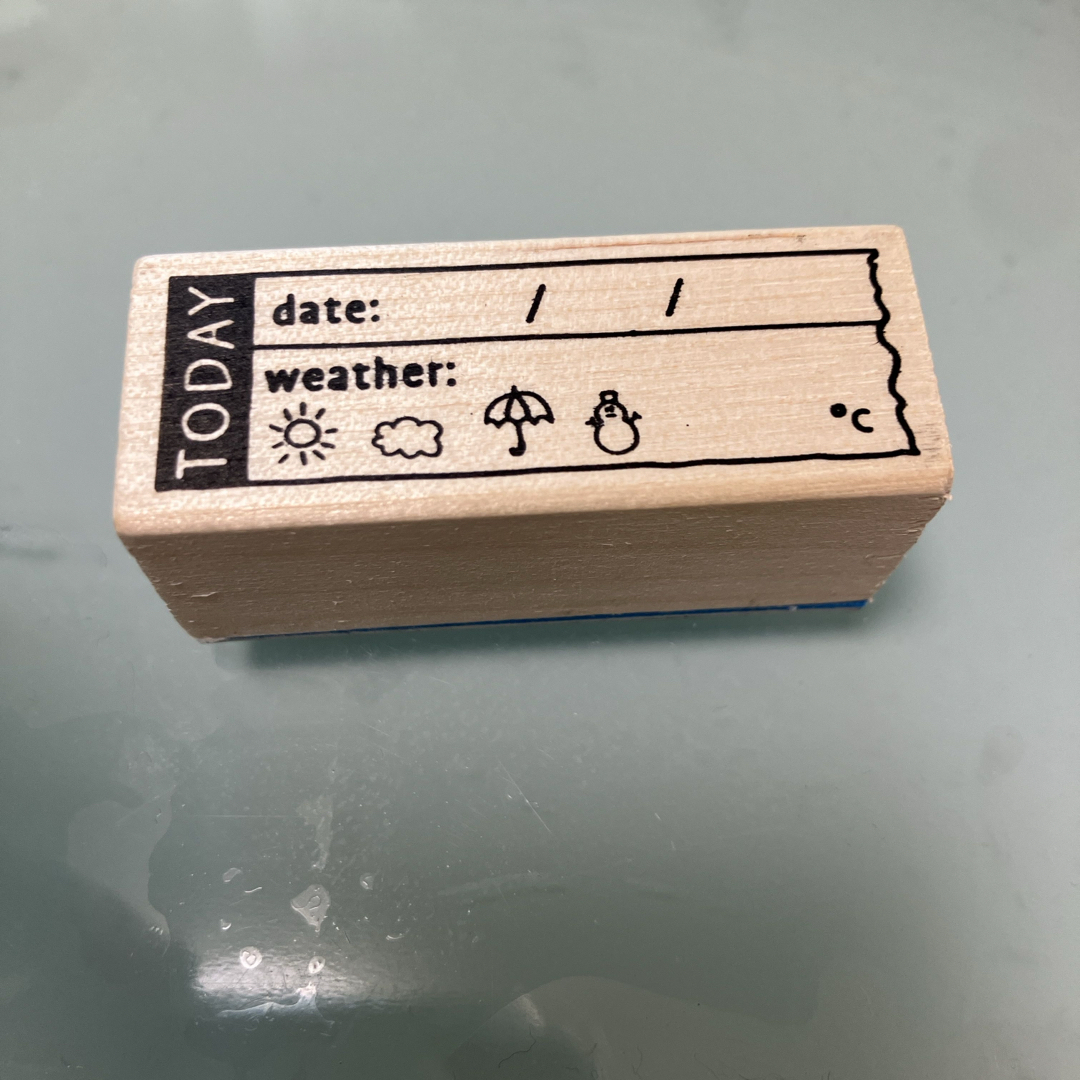 TODAY
date: / /
weather:
°C